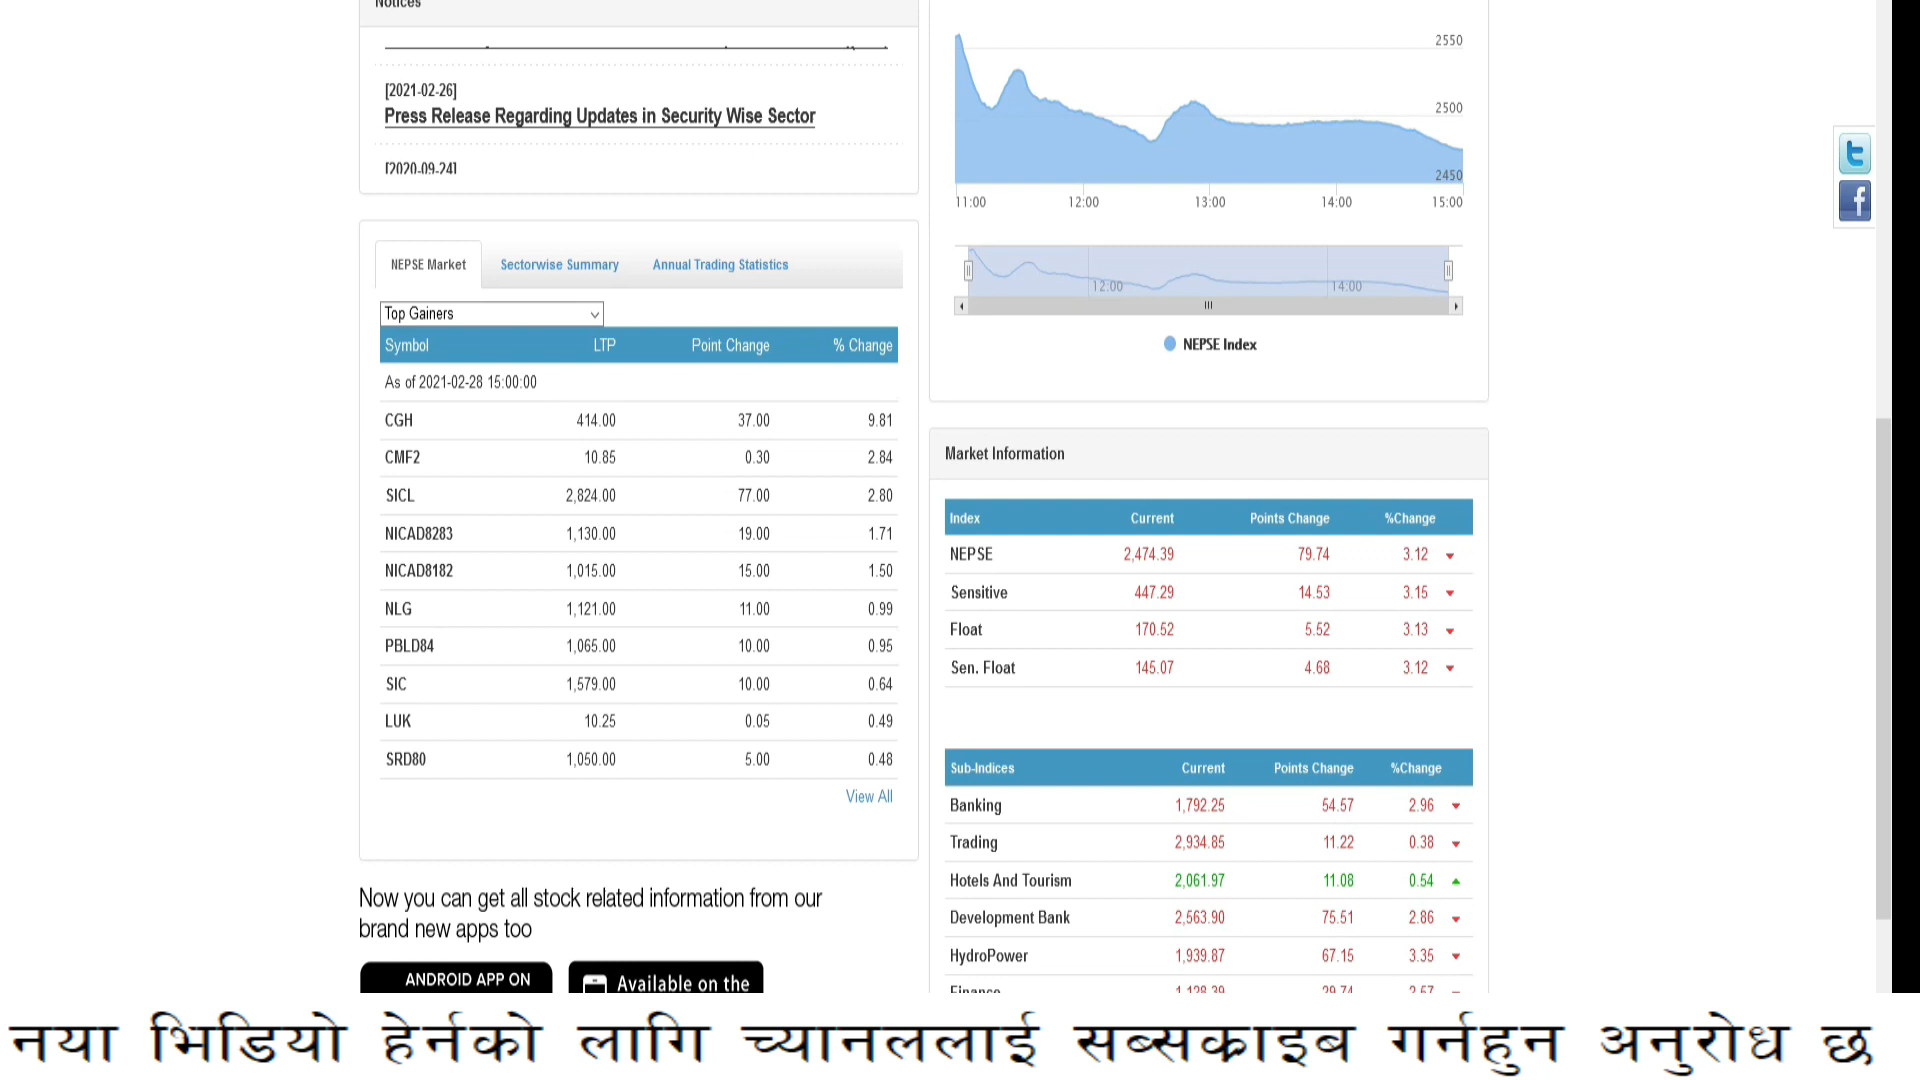 Notices
[2021-02-26]
Press Release Regarding Updates in Security Wise Sector
[2020-09-24]
NEPSE Market Sectorwise Summary Annual Trading Statistics
Top Gainers
Symbol LTP Point Change % Change
As of 2021-02-28 15:00:00
CGH 414.00 37.00 9.81
CMF2 10.85 0.30 2.84
SICL 2,824.00 77.00 2.80
NICAD8283 1,130.00 19.00 1.71
NICAD8182 1,015.00 15.00 1.50
NLG 1,121.00 11.00 0.99
PBLD84 1,065.00 10.00 0.95
SIC 1,579.00 10.00 0.64
LUK 10.25 0.05 0.49
SRD80 1,050.00 5.00 0.48
View All
Now you can get all stock related information from our
brand new apps too
ANDROID APP ON
Available on the
2550
2500
2450
11:00 12:00 13:00 14:00 15:00
12:00 14:00
NEPSE Index
Market Information
Index Current Points Change %Change
NEPSE 2,474.39 79.74 3.12
Sensitive 447.29 14.53 3.15
Float 170.52 5.52 3.13
Sen. Float 145.07 4.68 3.12
Sub-Indices Current Points Change %Change
Banking 1,792.25 54.57 2.96
Trading 2,934.85 11.22 0.38
Hotels And Tourism 2,061.97 11.08 0.54
Development Bank 2,563.90 75.51 2.86
HydroPower 1,939.87 67.15 3.35
Finance 1,128.39 29.74 2.57
नया भिडियो हेर्नको लागि च्यानललाई सब्सक्राइब गर्नहुन अनुरोध छ